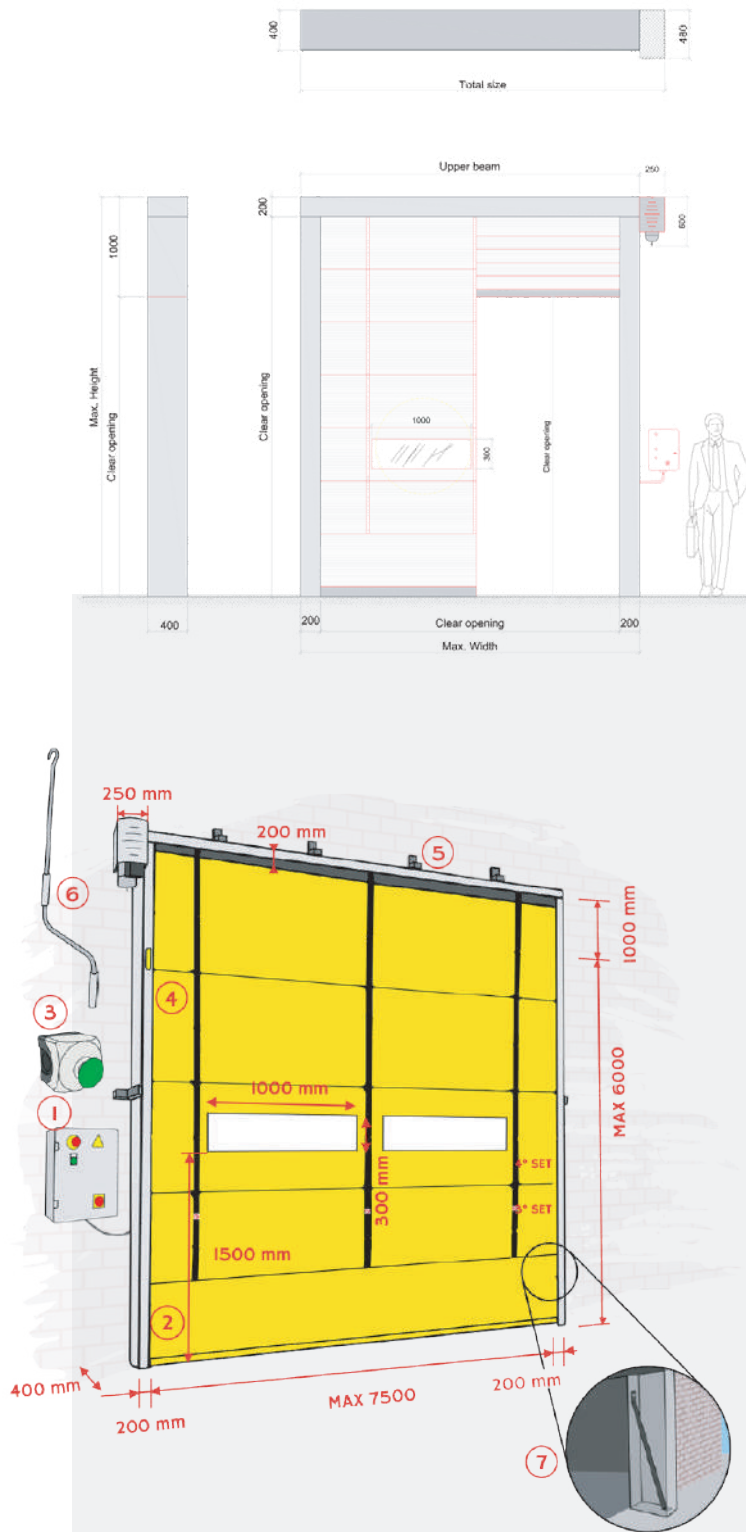 400
480
Total size
Upper beam
250
200
600
1000
Max. Height
Clear opening
Clear opening
1000
300
Clear opening
400
200
Clear opening
200
Max. Width
250 mm
200 mm
5
6
1000 mm
4
3
1000 mm
MAX 6000
1
300 mm
4° SET
3° SET
1500 mm
2
400 mm
200 mm
MAX 7500
200 mm
7